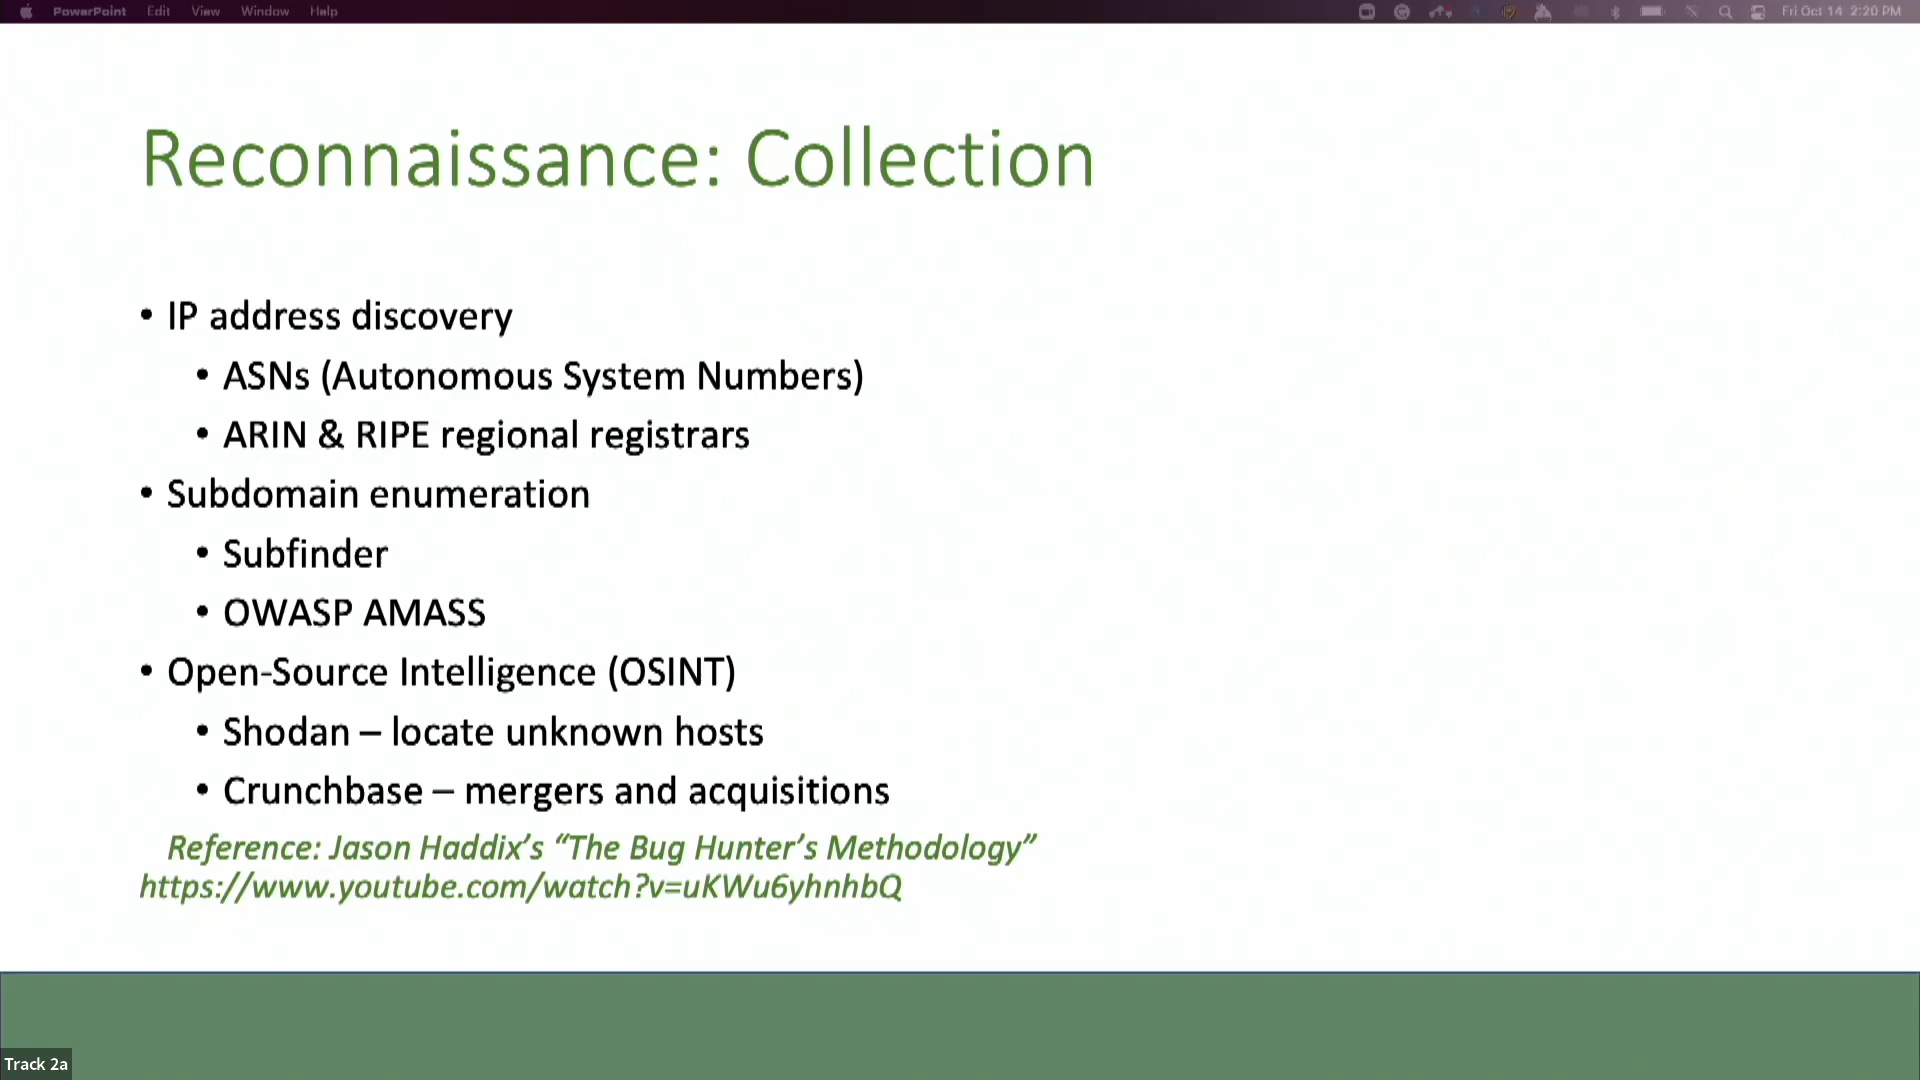 PowerPoint Edit View Window Help Fri Oct 14 2:20 PM
Reconnaissance: Collection
• IP address discovery
• ASNs (Autonomous System Numbers)
• ARIN & RIPE regional registrars
• Subdomain enumeration
• Subfinder
• OWASP AMASS
• Open-Source Intelligence (OSINT)
• Shodan – locate unknown hosts
• Crunchbase – mergers and acquisitions
Reference: Jason Haddix’s “The Bug Hunter’s Methodology”
https://www.youtube.com/watch?v=uKWu6yhnhbQ
Track 2a